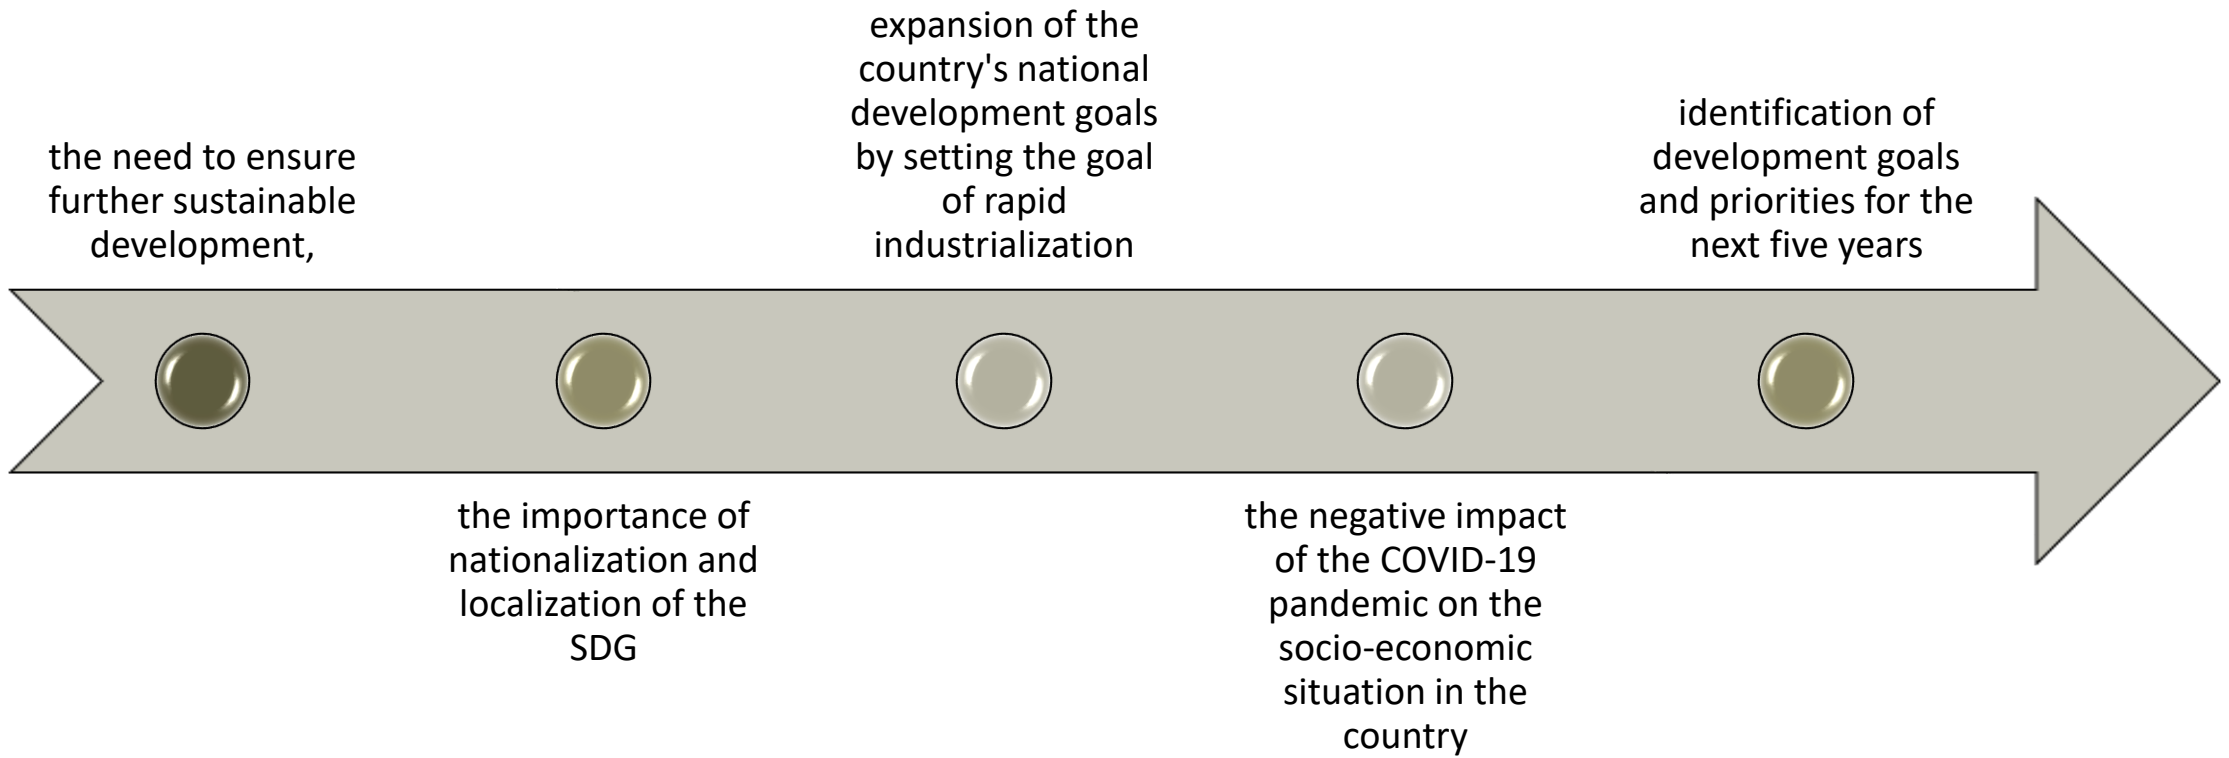 the need to ensure
further sustainable
development,
the importance of
nationalization and
localization of the
SDG
expansion of the
country's national
development goals
by setting the goal
of rapid
industrialization
the negative impact
of the COVID-19
pandemic on the
socio-economic
situation in the
country
identification of
development goals
and priorities for the
next five years